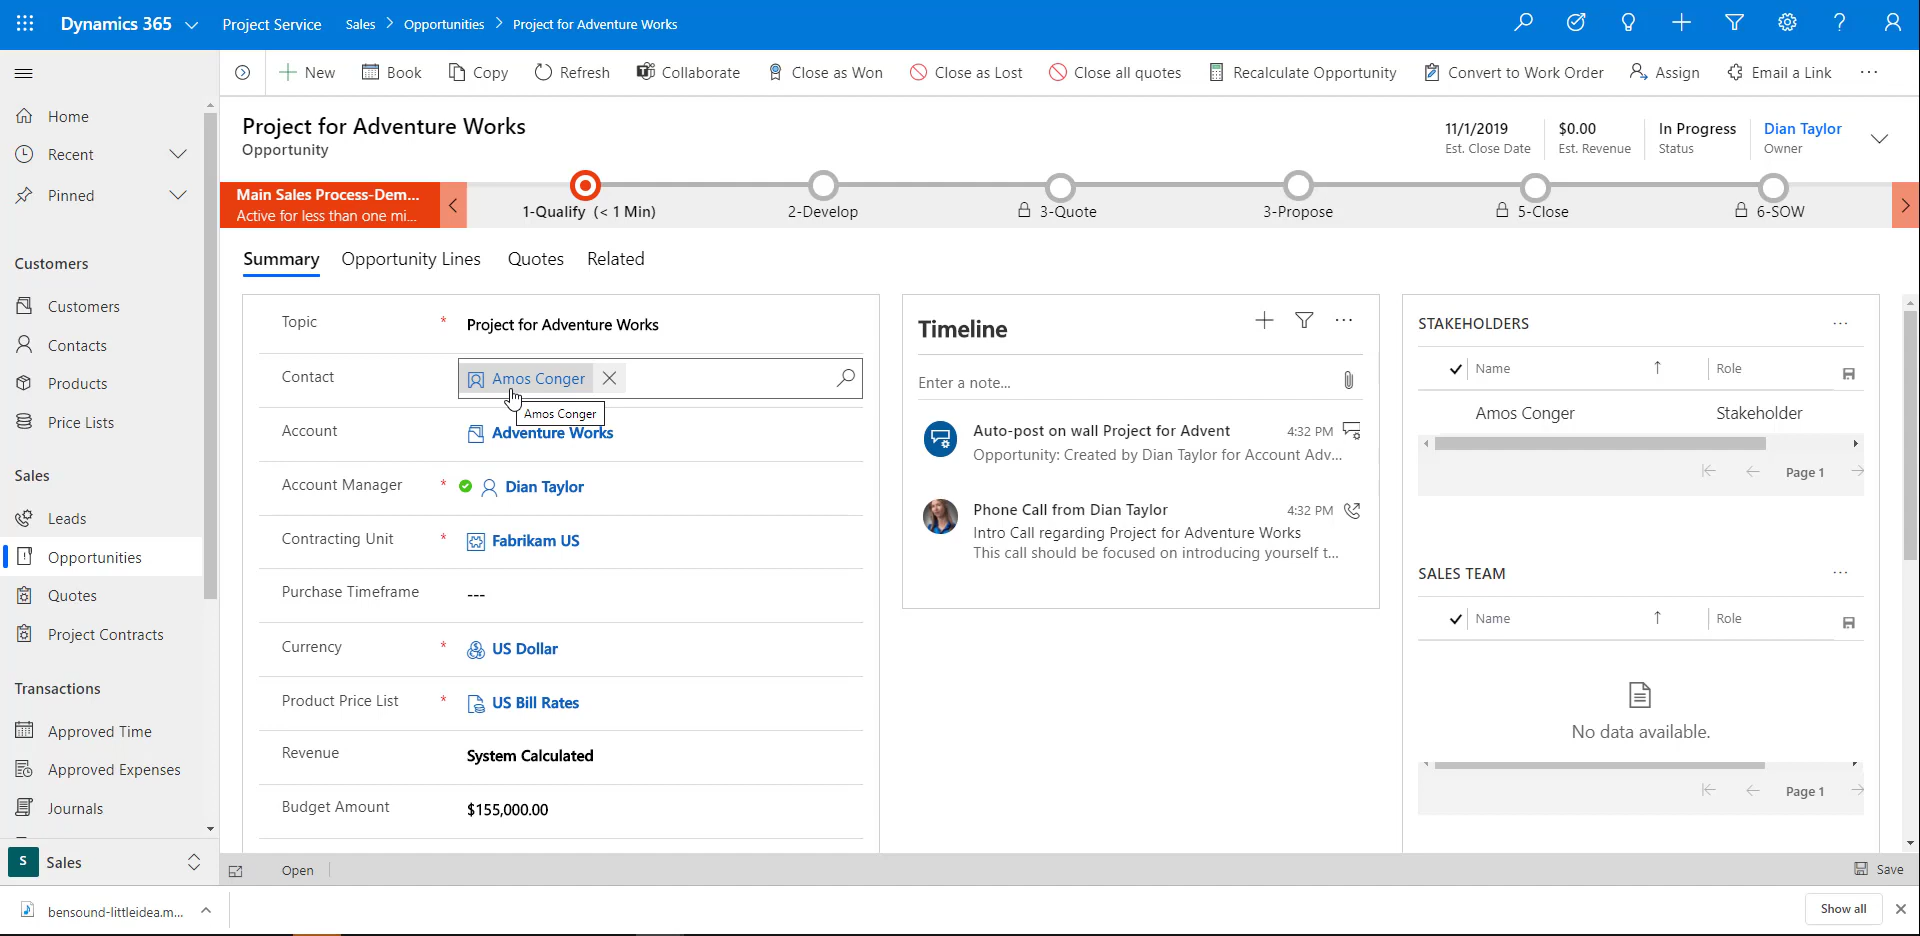 Dynamics 365 Project Service Sales > Opportunities > Project for Adventure Works
New Book Copy Refresh Collaborate Close as Won Close as Lost Close all quotes Recalculate Opportunity Convert to Work Order Assign Email a Link
Home
Recent
Pinned
Customers
Customers
Contacts
Products
Price Lists
Sales
Leads
Opportunities
Quotes
Project Contracts
Transactions
Approved Time
Approved Expenses
Journals
S Sales
Project for Adventure Works
Opportunity
11/1/2019
Est. Close Date
$0.00
Est. Revenue
In Progress
Status
Dian Taylor
Owner
Main Sales Process-Dem...
Active for less than one mi...
1-Qualify (< 1 Min)
2-Develop
3-Quote
3-Propose
5-Close
6-SOW
Summary Opportunity Lines Quotes Related
Topic * Project for Adventure Works
Contact Amos Conger
Amos Conger
Account Adventure Works
Account Manager * Dian Taylor
Contracting Unit * Fabrikam US
Purchase Timeframe ---
Currency * US Dollar
Product Price List * US Bill Rates
Revenue System Calculated
Budget Amount $155,000.00
Timeline
Enter a note...
Auto-post on wall Project for Advent 4:32 PM
Opportunity: Created by Dian Taylor for Account Adv...
Phone Call from Dian Taylor 4:32 PM
Intro Call regarding Project for Adventure Works
This call should be focused on introducing yourself t...
STAKEHOLDERS
Name Role
Amos Conger Stakeholder
Page 1
SALES TEAM
Name Role
No data available.
Page 1
Open Save
bensound-littleidea.m... Show all